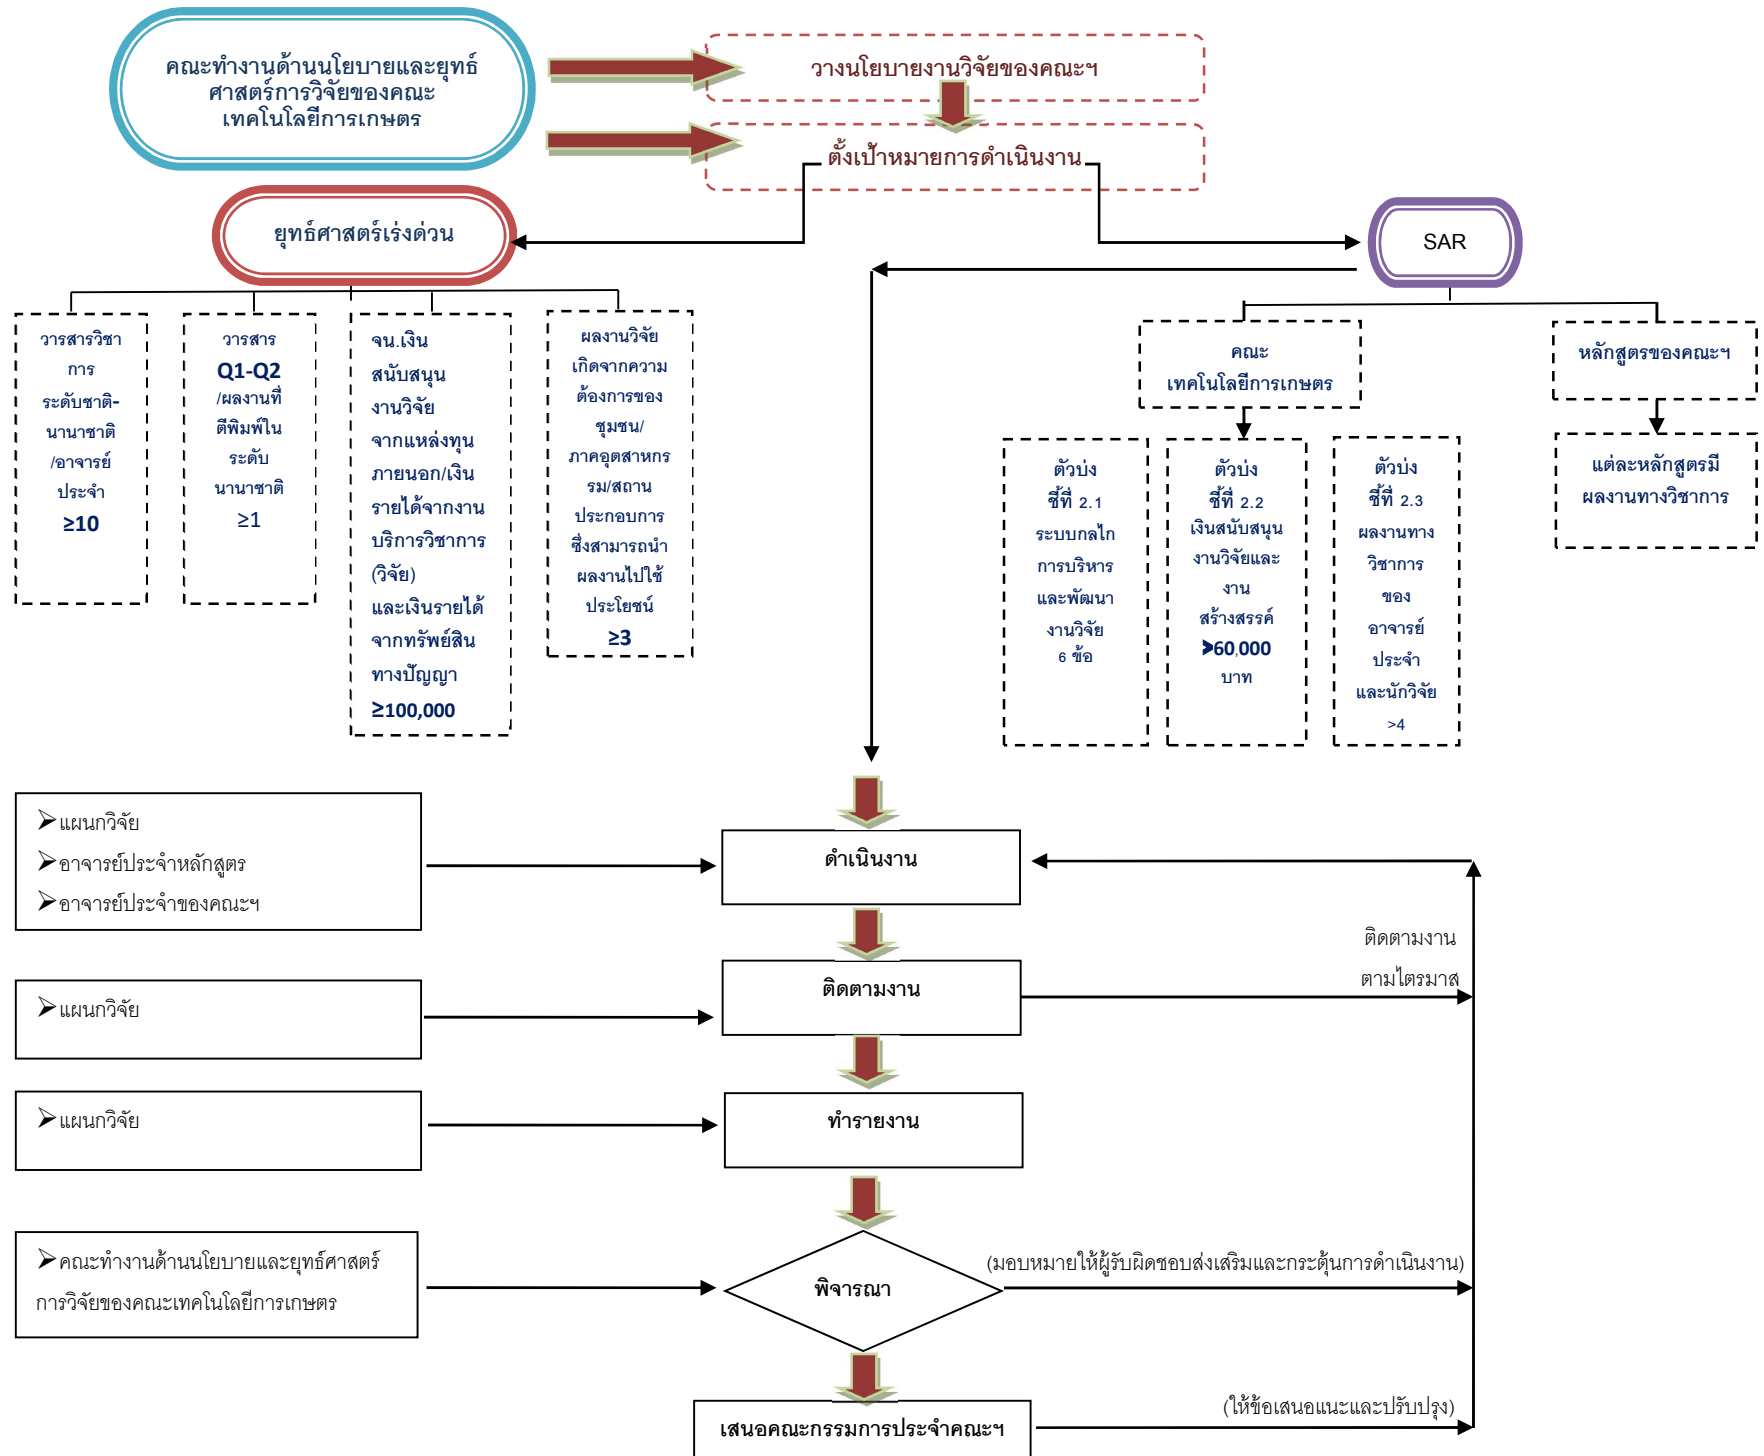 คณะทำงานด้านนโยบายและยุทธ์
ศาสตร์การวิจัยของคณะ
เทคโนโลยีการเกษตร
วางนโยบายงานวิจัยของคณะฯ
ตั้งเป้าหมายการดำเนินงาน
ยุทธ์ศาสตร์เร่งด่วน
SAR
วารสารวิชา
การ
ระดับชาติ-
นานาชาติ
/อาจารย์
ประจำ
≥10
วารสาร
Q1-Q2
/ผลงานที่
ตีพิมพ์ใน
ระดับ
นานาชาติ
≥1
จน.เงิน
สนับสนุน
งานวิจัย
จากแหล่งทุน
ภายนอก/เงิน
รายได้จากงาน
บริการวิชาการ
(วิจัย)
และเงินรายได้
จากทรัพย์สิน
ทางปัญญา
≥100,000
ผลงานวิจัย
เกิดจากความ
ต้องการของ
ชุมชน/
ภาคอุตสาหกร
รม/สถาน
ประกอบการ
ซึ่งสามารถนำ
ผลงานไปใช้
ประโยชน์
≥3
คณะ
เทคโนโลยีการเกษตร
หลักสูตรของคณะฯ
ตัวบ่ง
ชี้ที่ 2.1
ระบบกลไก
การบริหาร
และพัฒนา
งานวิจัย
6 ข้อ
ตัวบ่ง
ชี้ที่ 2.2
เงินสนับสนุน
งานวิจัยและ
งาน
สร้างสรรค์
>60,000
บาท
ตัวบ่ง
ชี้ที่ 2.3
ผลงานทาง
วิชาการ
ของ
อาจารย์
ประจำ
และนักวิจัย
>4
แต่ละหลักสูตรมี
ผลงานทางวิชาการ
➢แผนกวิจัย
➢อาจารย์ประจำหลักสูตร
➢อาจารย์ประจำของคณะฯ
ดำเนินงาน
ติดตามงาน
ตามไตรมาส
➢แผนกวิจัย
ติดตามงาน
➢แผนกวิจัย
ทำรายงาน
➢คณะทำงานด้านนโยบายและยุทธ์ศาสตร์
การวิจัยของคณะเทคโนโลยีการเกษตร
พิจารณา
(มอบหมายให้ผู้รับผิดชอบส่งเสริมและกระตุ้นการดำเนินงาน)
เสนอคณะกรรมการประจำคณะฯ
(ให้ข้อเสนอแนะและปรับปรุง)